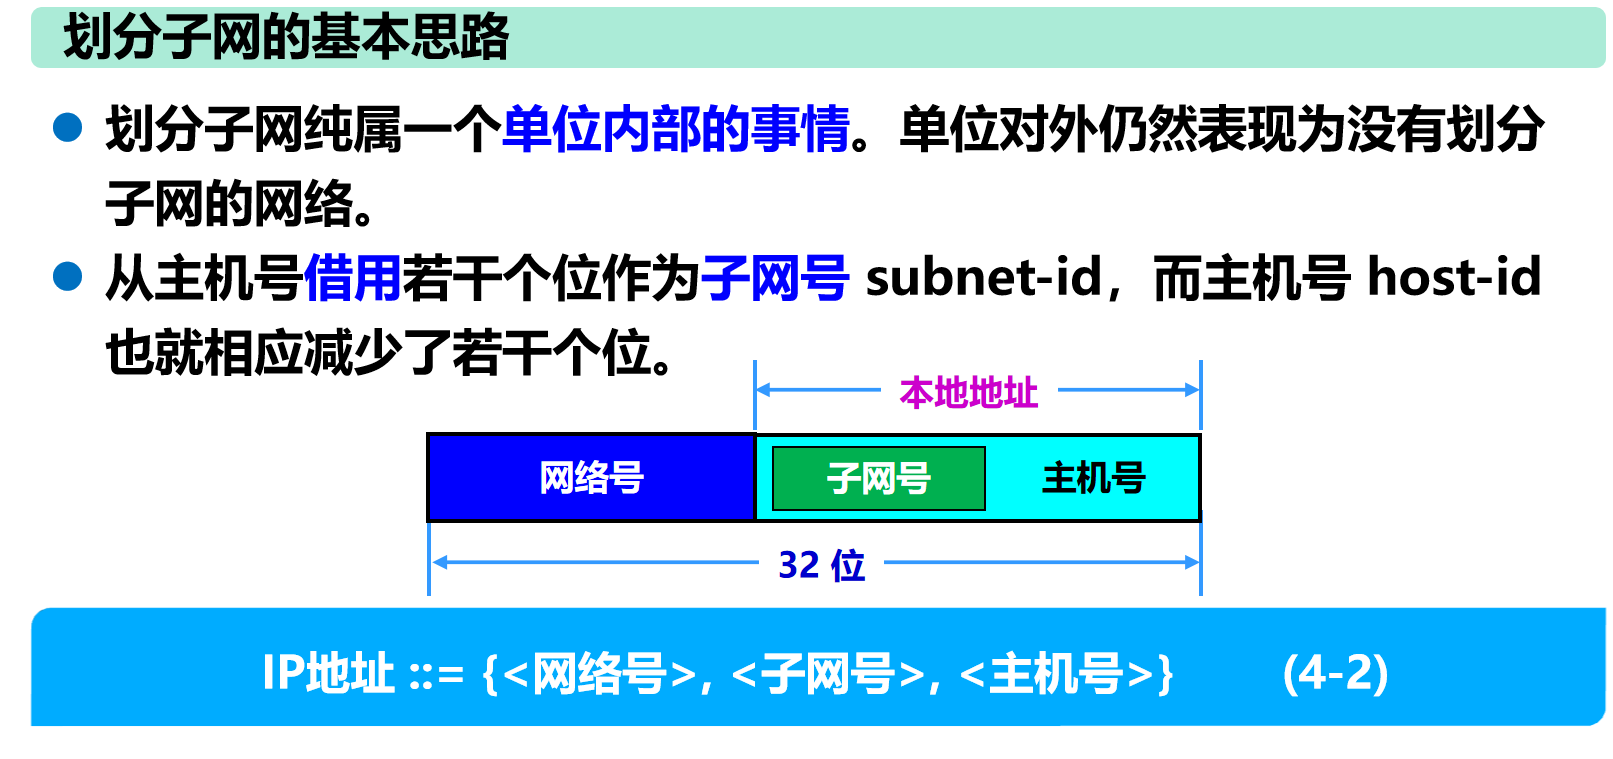 划分子网的基本思路
划分子网纯属一个单位内部的事情。单位对外仍然表现为没有划分
子网的网络。
从主机号借用若干个位作为子网号 subnet-id，而主机号 host-id
也就相应减少了若干个位。
本地地址
网络号 子网号 主机号
32 位
IP地址 ::= {<网络号>, <子网号>, <主机号>} (4-2)